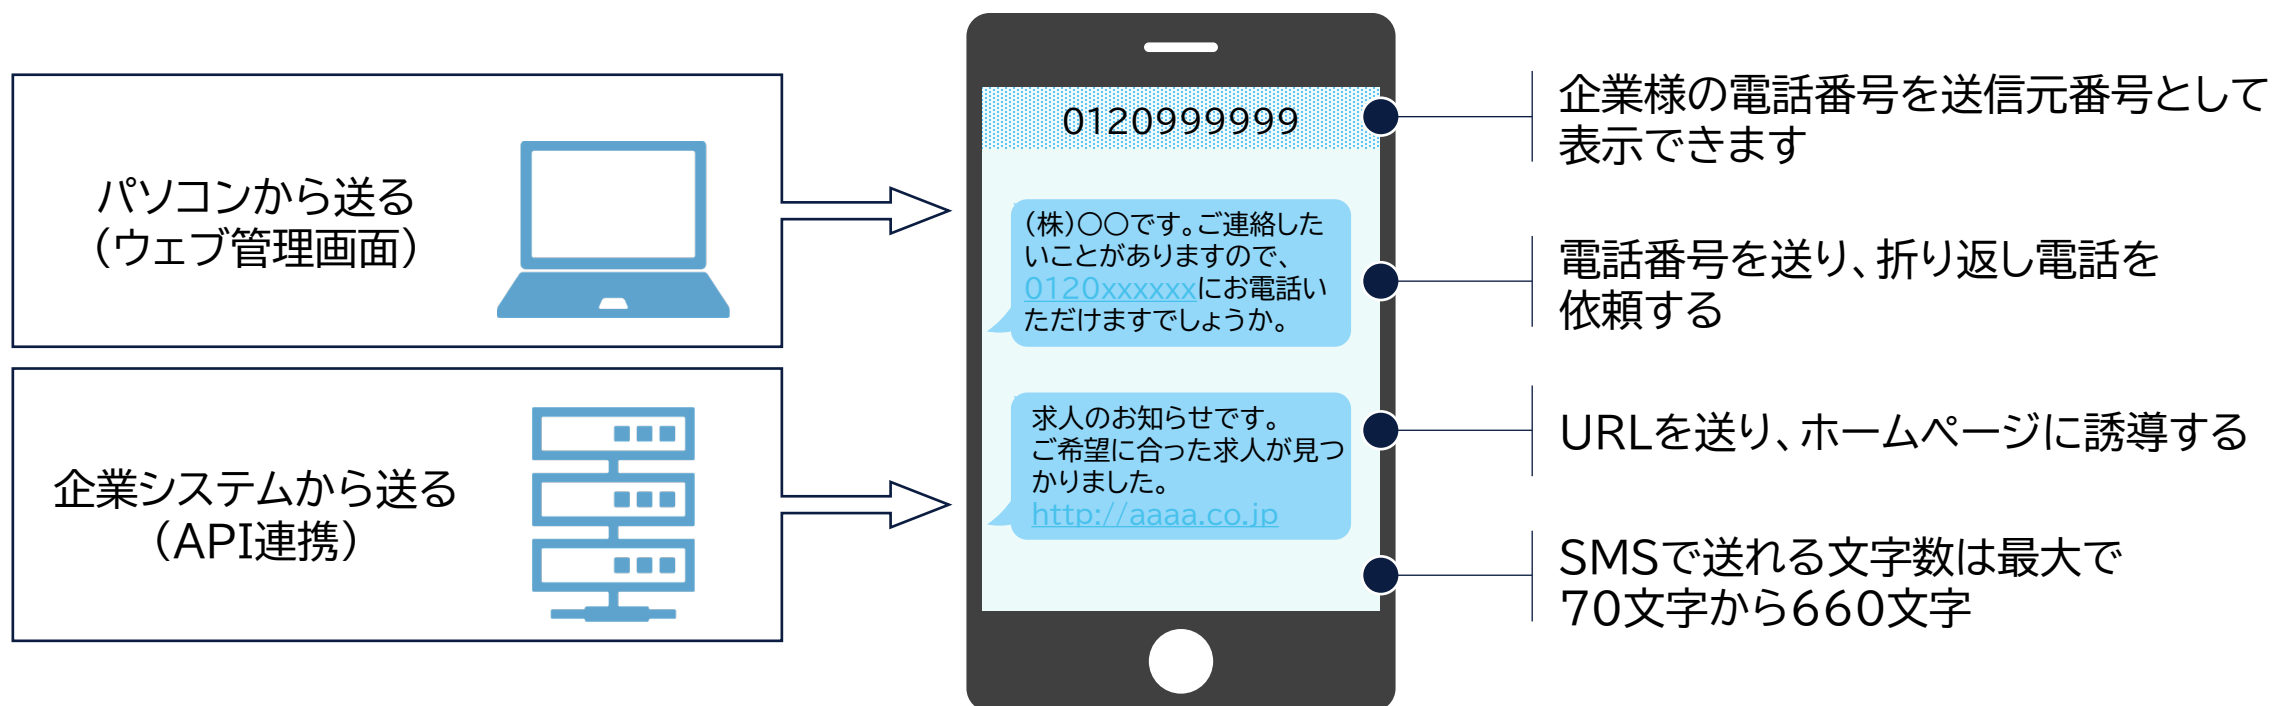 パソコンから送る
（ウェブ管理画面）
企業システムから送る
（API連携）
0120999999
（株）〇〇です。ご連絡した
いことがありますので、
0120xxxxxxにお電話い
ただけますでしょうか。
求人のお知らせです。
ご希望に合った求人が見つ
かりました。
http://aaaa.co.jp
企業様の電話番号を送信元番号として
表示できます
電話番号を送り、折り返し電話を
依頼する
URLを送り、ホームページに誘導する
SMSで送れる文字数は最大で
70文字から660文字